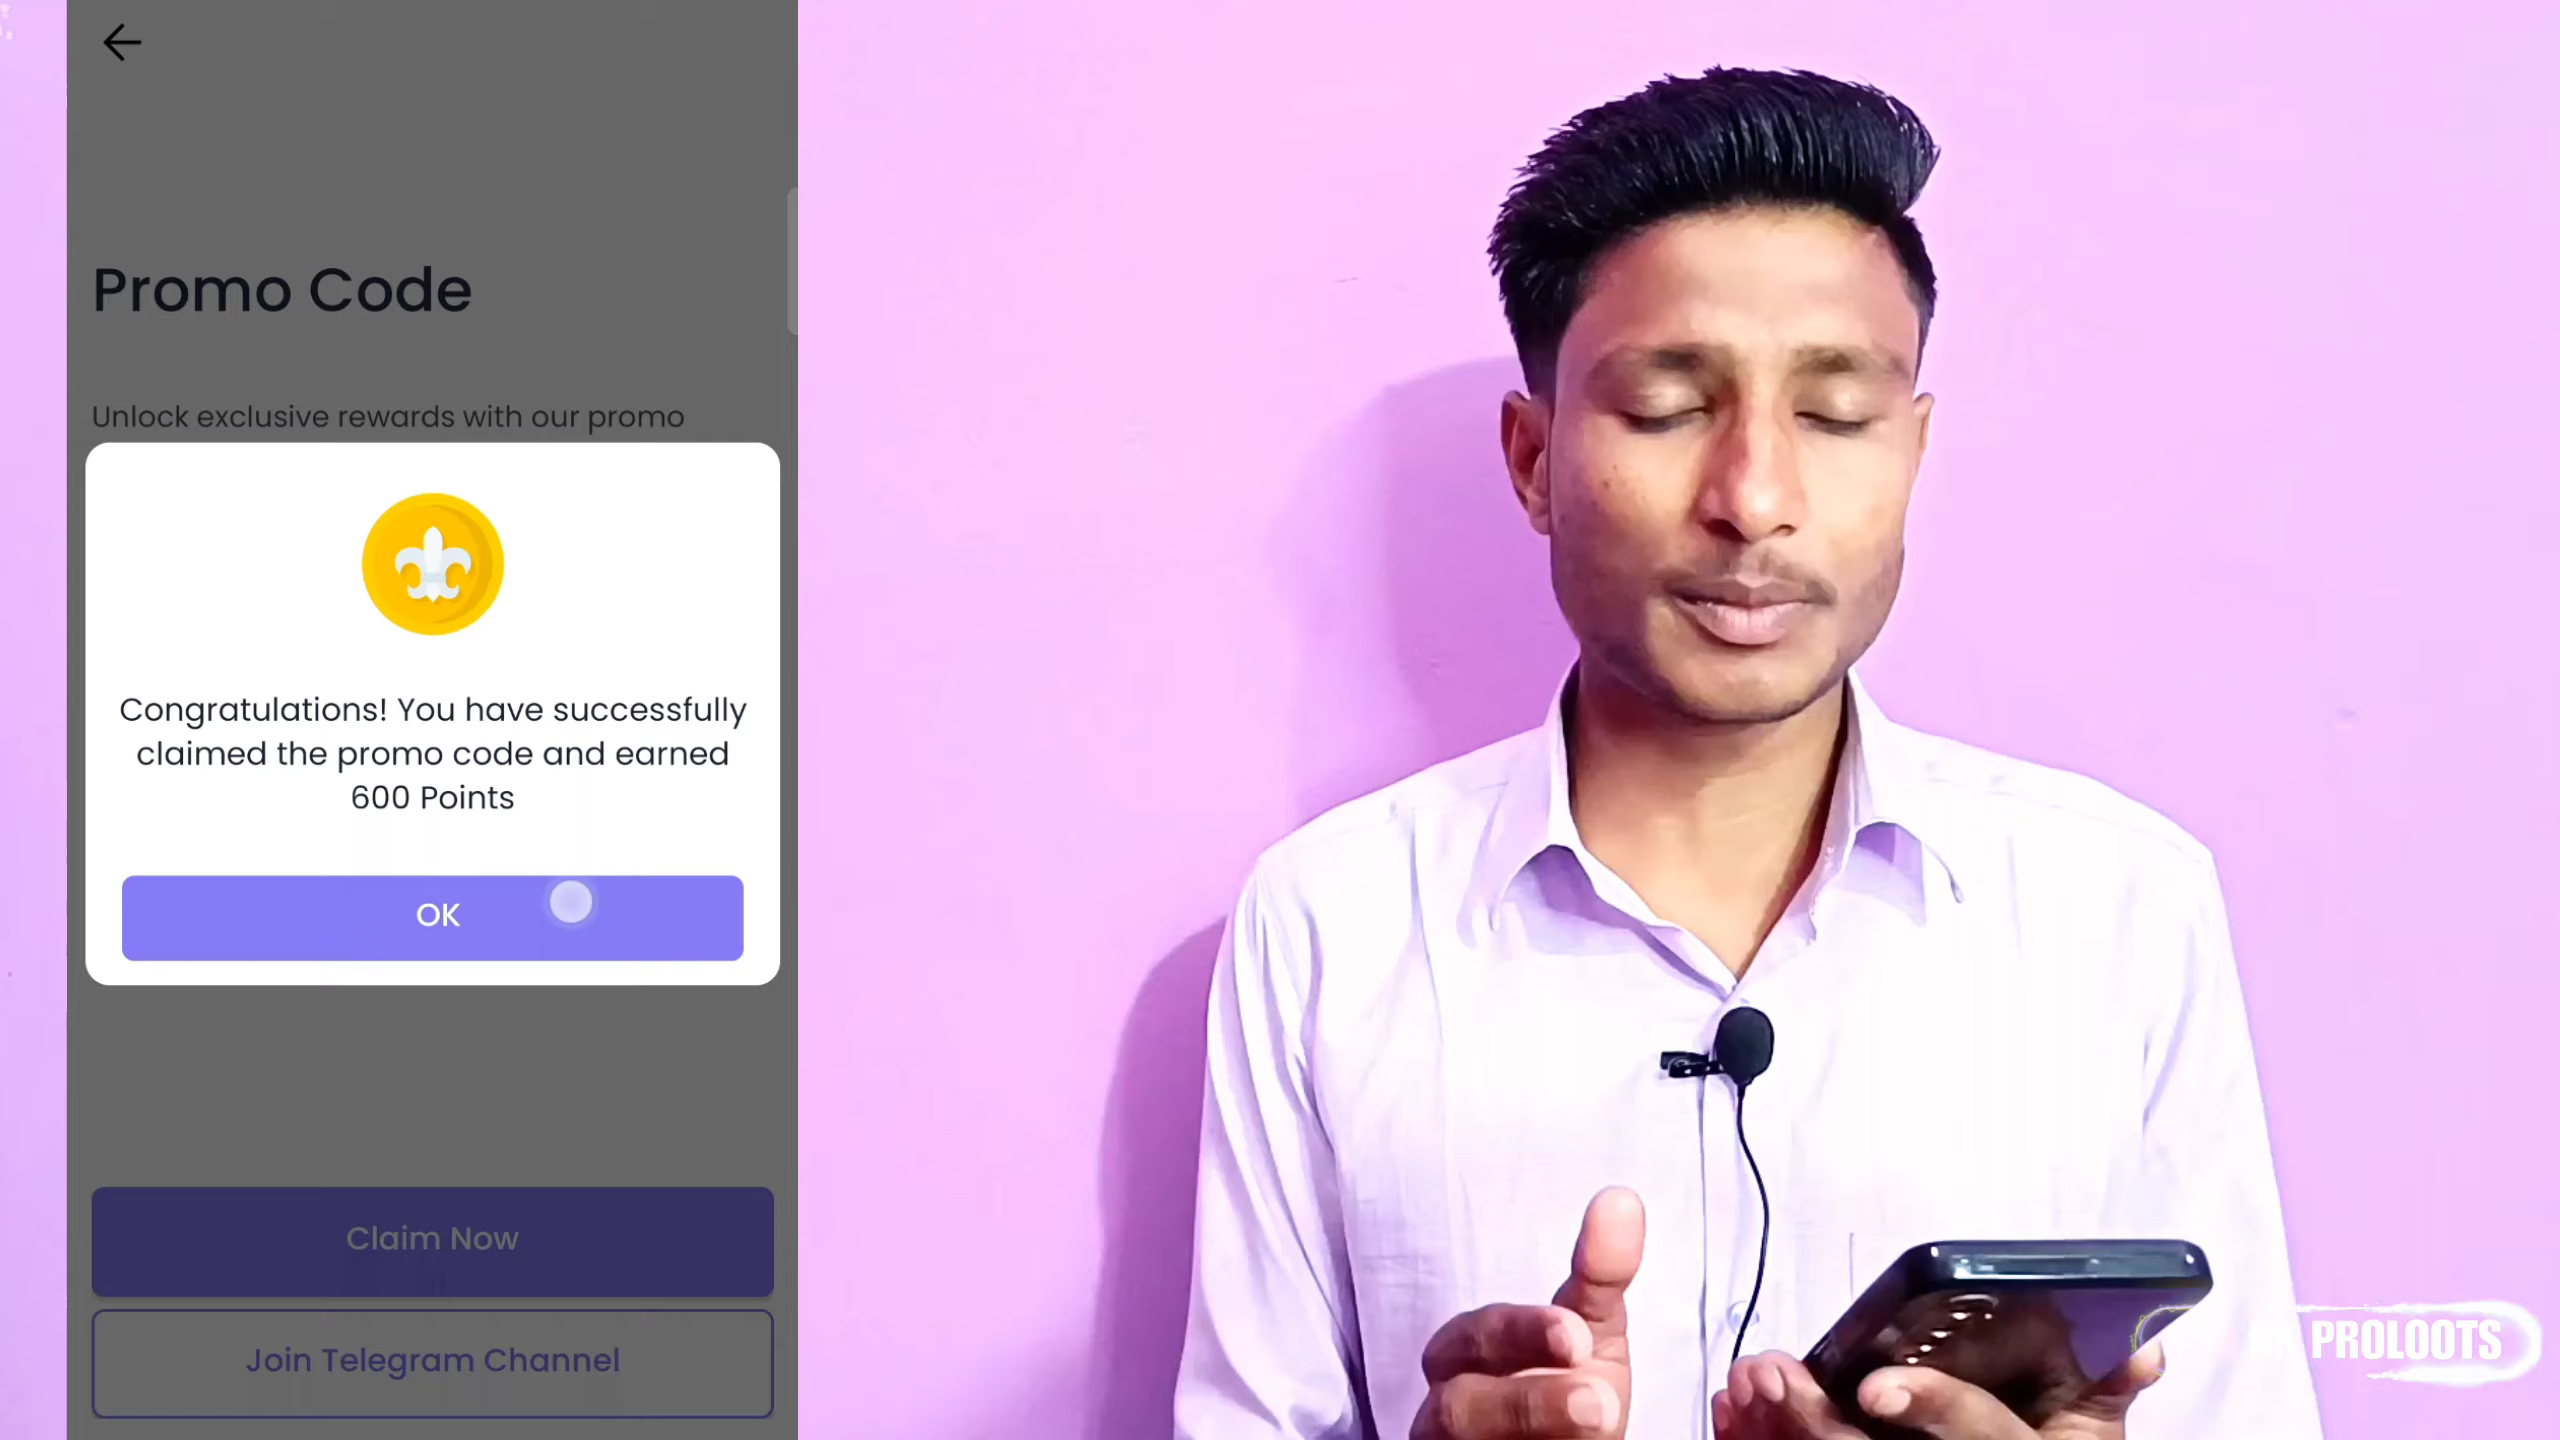 Promo Code
Unlock exclusive rewards with our promo
Congratulations! You have successfully
claimed the promo code and earned
600 Points
OK
Claim Now
Join Telegram Channel
PROLOOTS